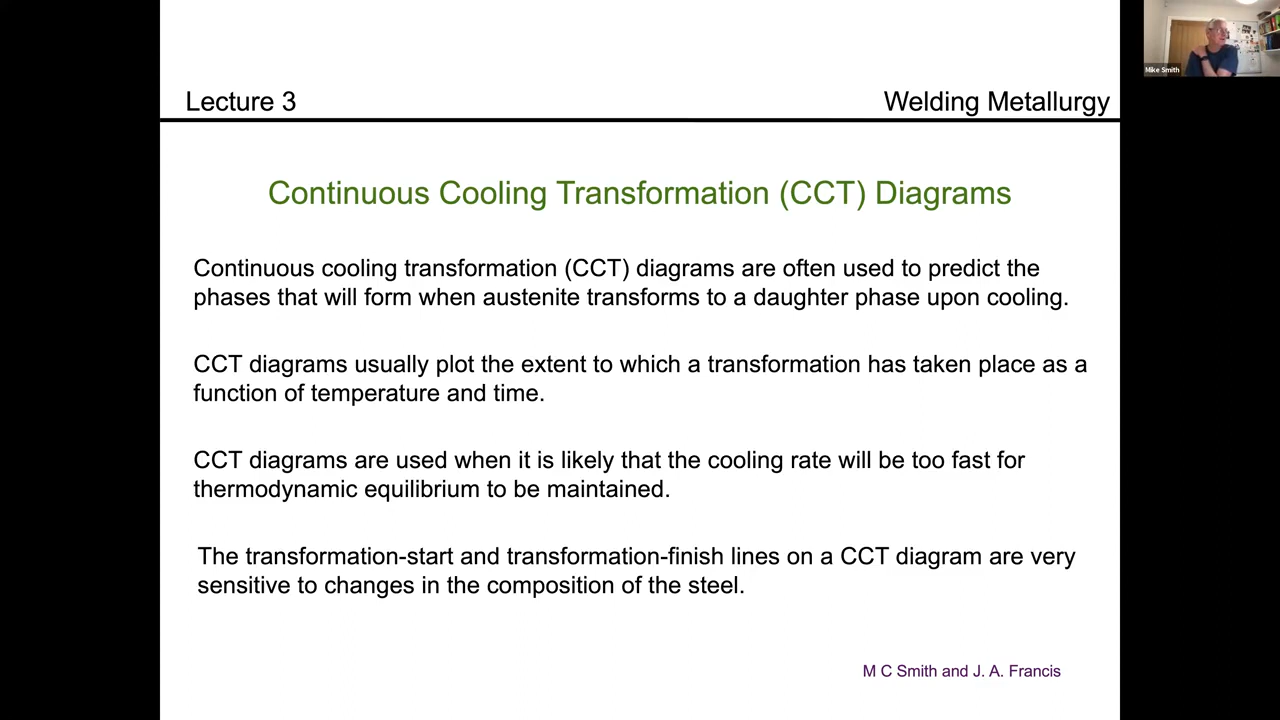 Lecture 3
Welding Metallurgy
Mike Smith
Continuous Cooling Transformation (CCT) Diagrams
Continuous cooling transformation (CCT) diagrams are often used to predict the
phases that will form when austenite transforms to a daughter phase upon cooling.
CCT diagrams usually plot the extent to which a transformation has taken place as a
function of temperature and time.
CCT diagrams are used when it is likely that the cooling rate will be too fast for
thermodynamic equilibrium to be maintained.
The transformation-start and transformation-finish lines on a CCT diagram are very
sensitive to changes in the composition of the steel.
M C Smith and J. A. Francis